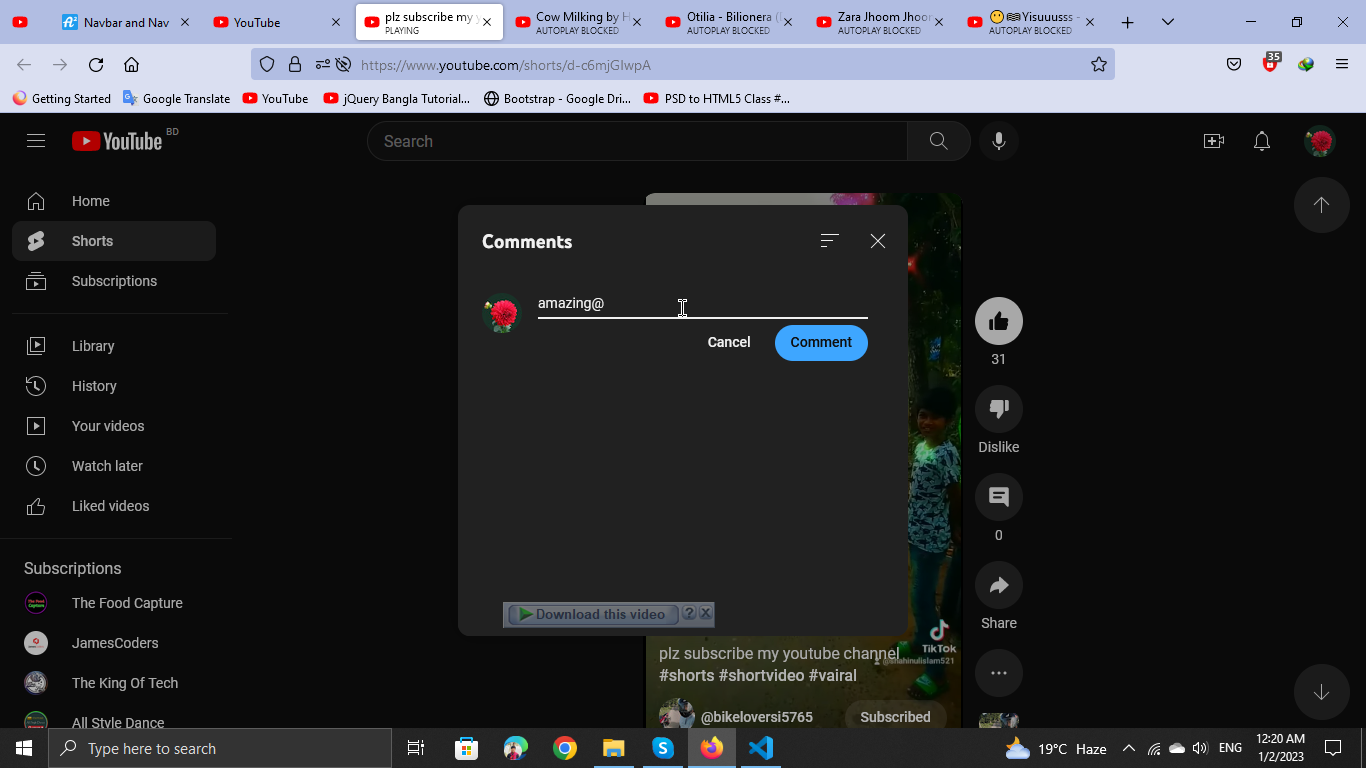 Navbar and Nav
YouTube
plz subscribe my y
PLAYING
Cow Milking by H
AUTOPLAY BLOCKED
Otilia - Bilionera (
AUTOPLAY BLOCKED
Zara Jhoom Jhoor
AUTOPLAY BLOCKED
😶📖Yisuuusss -
AUTOPLAY BLOCKED
https://www.youtube.com/shorts/d-c6mjGIwpA
35
Getting Started
Google Translate
YouTube
jQuery Bangla Tutorial...
Bootstrap - Google Dri...
PSD to HTML5 Class #...
YouTube BD
Search
Home
Shorts
Subscriptions
Library
History
Your videos
Watch later
Liked videos
Subscriptions
The Food Capture
JamesCoders
The King Of Tech
All Style Dance
Comments
amazing@
Cancel
Comment
Download this video ? X
31
Dislike
0
Share
TikTok
@shahinulislam521
plz subscribe my youtube channel
#shorts #shortvideo #vairal
@bikeloversi5765
Subscribed
Type here to search
19°C Haze
ENG
12:20 AM
1/2/2023